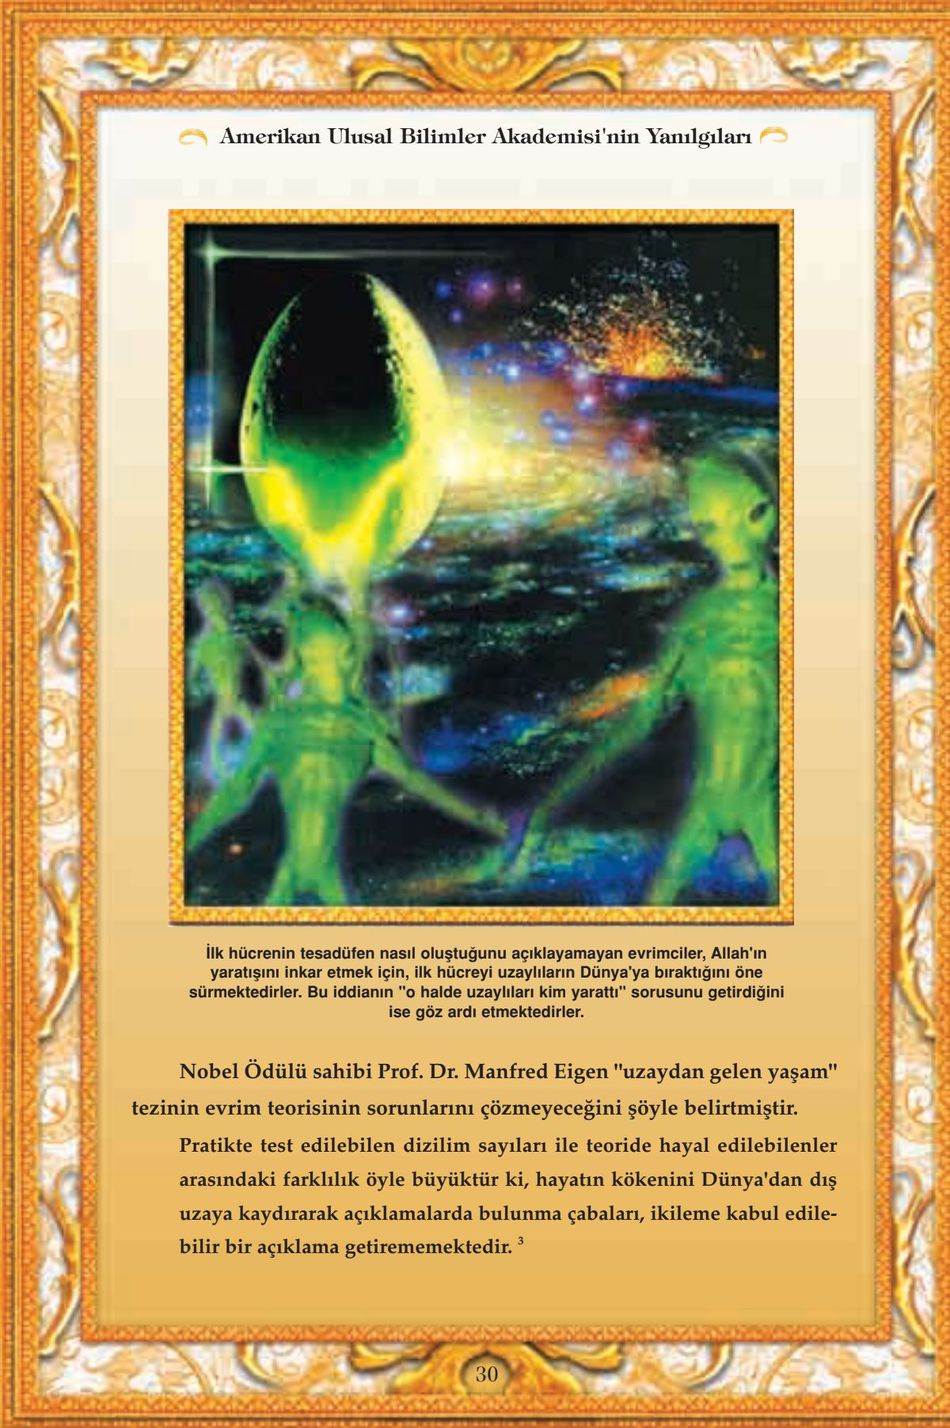 Amerikan Ulusal Bilimler Akademisi'nin Yanılgıları
İlk hücrenin tesadüfen nasıl oluştuğunu açıklayamayan evrimciler, Allah'ın
yaratışını inkar etmek için, ilk hücreyi uzaylıların Dünya'ya bıraktığını öne
sürmektedirler. Bu iddianın "o halde uzaylıları kim yarattı" sorusunu getirdiğini
ise göz ardı etmektedirler.
Nobel Ödülü sahibi Prof. Dr. Manfred Eigen "uzaydan gelen yaşam"
tezinin evrim teorisinin sorunlarını çözmeyeceğini şöyle belirtmiştir.
Pratikte test edilebilen dizilim sayıları ile teoride hayal edilebilenler
arasındaki farklılık öyle büyüktür ki, hayatın kökenini Dünya'dan dış
uzaya kaydırarak açıklamalarda bulunma çabaları, ikileme kabul edile-
bilir bir açıklama getirememektedir. ³
30